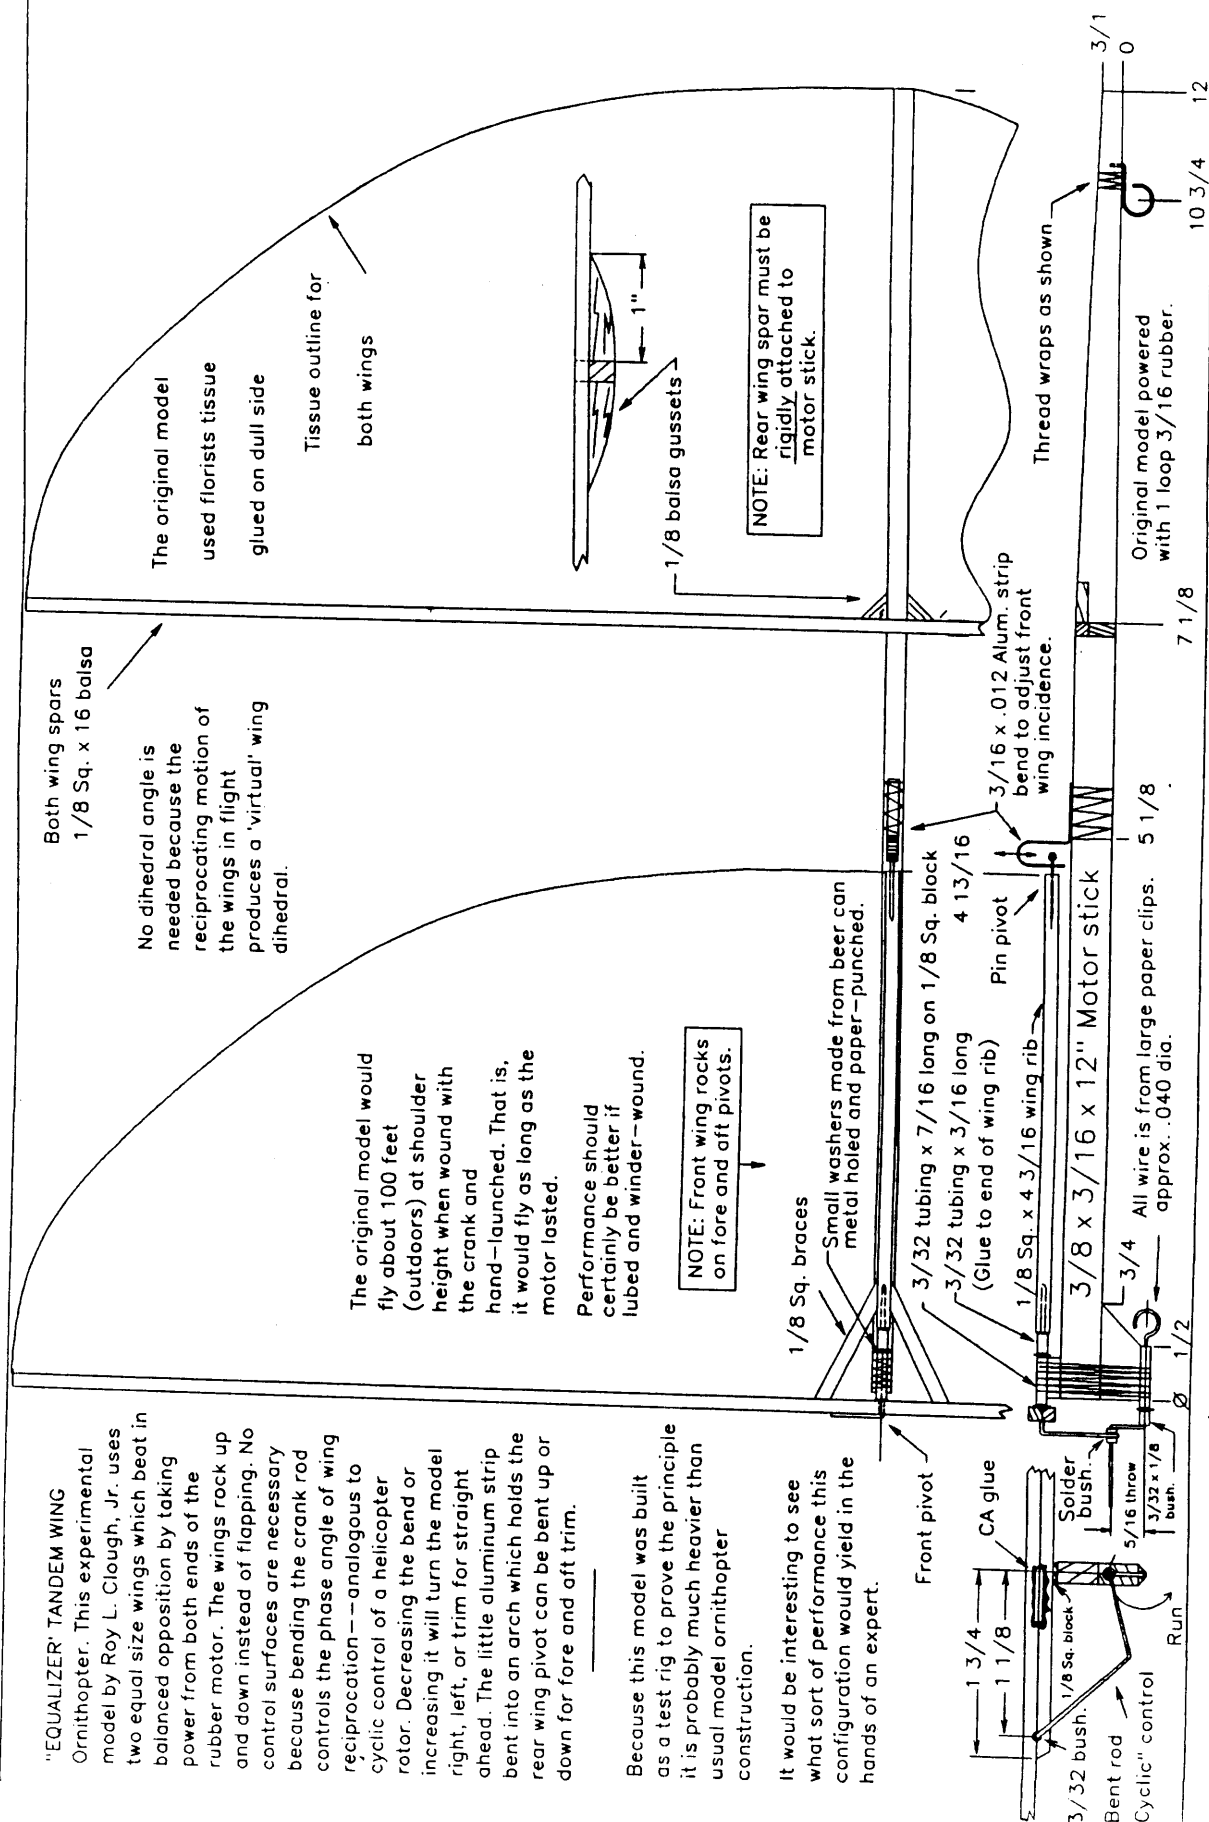 "EQUALIZER' TANDEM WING
Ornithopter. This experimental
model by Roy L. Clough, Jr. uses
two equal size wings which beat in
balanced opposition by taking
power from both ends of the
rubber motor. The wings rock up
and down instead of flapping. No
control surfaces are necessary
because bending the crank rod
controls the phase angle of wing
reciprocation--analogous to
cyclic control of a helicopter
rotor. Decreasing the bend or
increasing it will turn the model
right, left, or trim for straight
ahead. The little aluminum strip
bent into an arch which holds the
rear wing pivot can be bent up or
down for fore and aft trim.
Because this model was built
as a test rig to prove the principle
it is probably much heavier than
usual model ornithopter
construction.
It would be interesting to see
what sort of performance this
configuration would yield in the
hands of an expert.
Both wing spars
1/8 Sq. x 16 balsa
No dihedral angle is
needed because the
reciprocating motion of
the wings in flight
produces a 'virtual' wing
dihedral.
The original model would
fly about 100 feet
(outdoors) at shoulder
height when wound with
the crank and
hand-launched. That is,
it would fly as long as the
motor lasted.
Performance should
certainly be better if
lubed and winder-wound.
NOTE: Front wing rocks
on fore and aft pivots.
The original model
used florists tissue
glued on dull side
Tissue outline for
both wings
1"
1/8 balsa gussets
NOTE: Rear wing spar must be
rigidly attached to
motor stick.
1/8 Sq. braces
Small washers made from beer can
metal holed and paper-punched.
3/32 tubing x 7/16 long on 1/8 Sq. block
3/32 tubing x 3/16 long
(Glue to end of wing rib)
4 13/16
1/8 Sq. x 4 3/16 wing rib
Pin pivot
3/16 x .012 Alum. strip
bend to adjust front
wing incidence.
Thread wraps as shown
3/1
0
Front pivot
CA glue
1 3/4
1 1/8
1/8 Sq. block
3/32 bush.
Bent rod
Cyclic" control
Run
Solder
bush.
5/16 throw
3/32 x 1/8
bush.
3/8 x 3/16 x 12" Motor stick
3/4
All wire is from large paper clips.
approx. .040 dia.
Original model powered
with 1 loop 3/16 rubber.
Ø
1/2
5 1/8
7 1/8
10 3/4
12